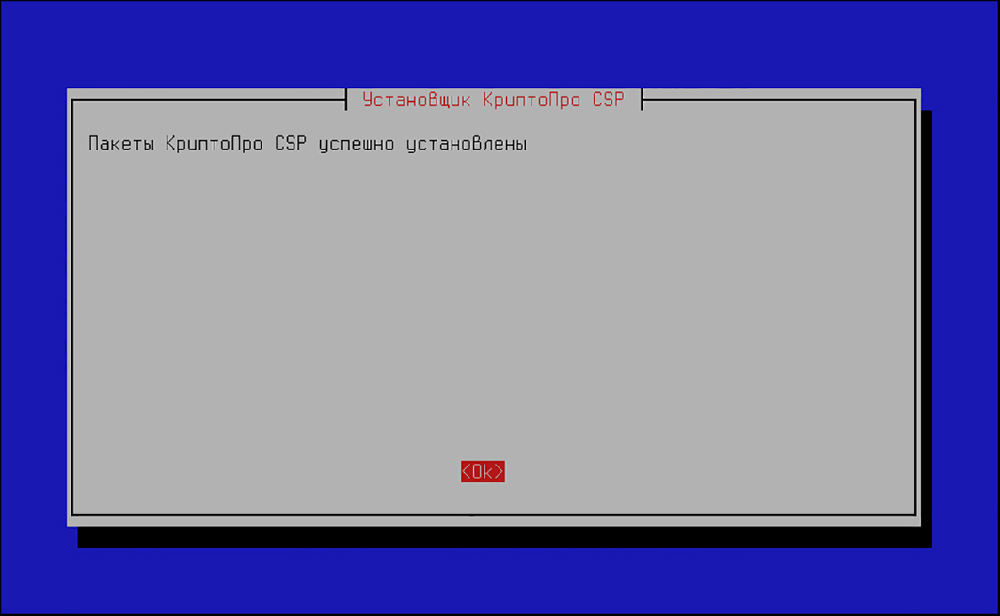 Установщик КриптоПро CSP
Пакеты КриптоПро CSP успешно установлены
<Ok>